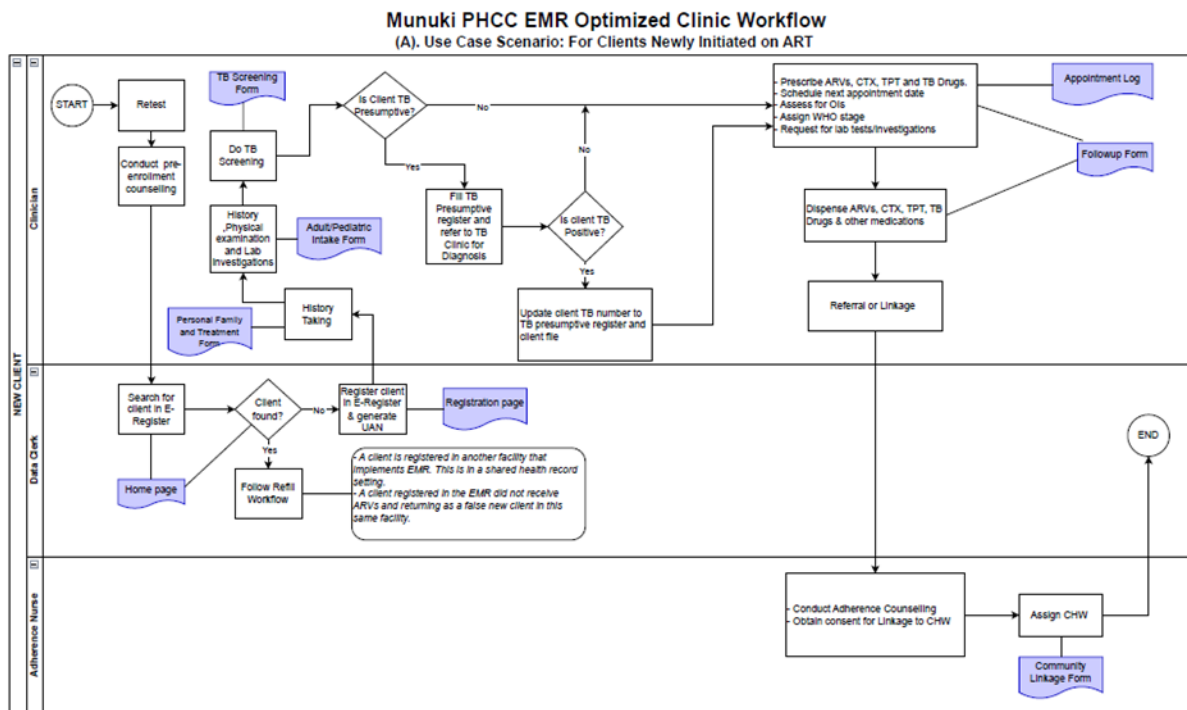 Munuki PHCC EMR Optimized Clinic Workflow
(A). Use Case Scenario: For Clients Newly Initiated on ART
NEW CLIENT
Clinician
START
Retest
Conduct pre-
enrollment
counselling
TB Screening
Form
Do TB
Screening
History
,Physical
examination
and Lab
Investigations
Adult/Pediatric
Intake Form
Personal Family
and Treatment
Form
History
Taking
Is Client TB
Presumptive?
No
Yes
Fill TB
Presumptive
register and
refer to TB
Clinic for
Diagnosis
Is client TB
Positive?
No
Yes
Update client TB number to
TB presumptive register and
client file
- Prescribe ARVs, CTX, TPT and TB Drugs.
- Schedule next appointment date
- Assess for OIs
- Assign WHO stage
- Request for lab tests/investigations
Appointment Log
Followup Form
Dispense ARVs, CTX, TPT, TB
Drugs & other medications
Referral or Linkage
Data Clerk
Search for
client in E-
Register
Client
found?
No
Register client
in E-Register
& generate
UAN
Registration page
Home page
Yes
Follow Refill
Workflow
- A client is registered in another facility that
implements EMR. This is in a shared health record
setting.
- A client registered in the EMR did not receive
ARVs and returning as a false new client in this
same facility.
END
Adherence Nurse
- Conduct Adherence Counselling
- Obtain consent for Linkage to CHW
Assign CHW
Community
Linkage Form